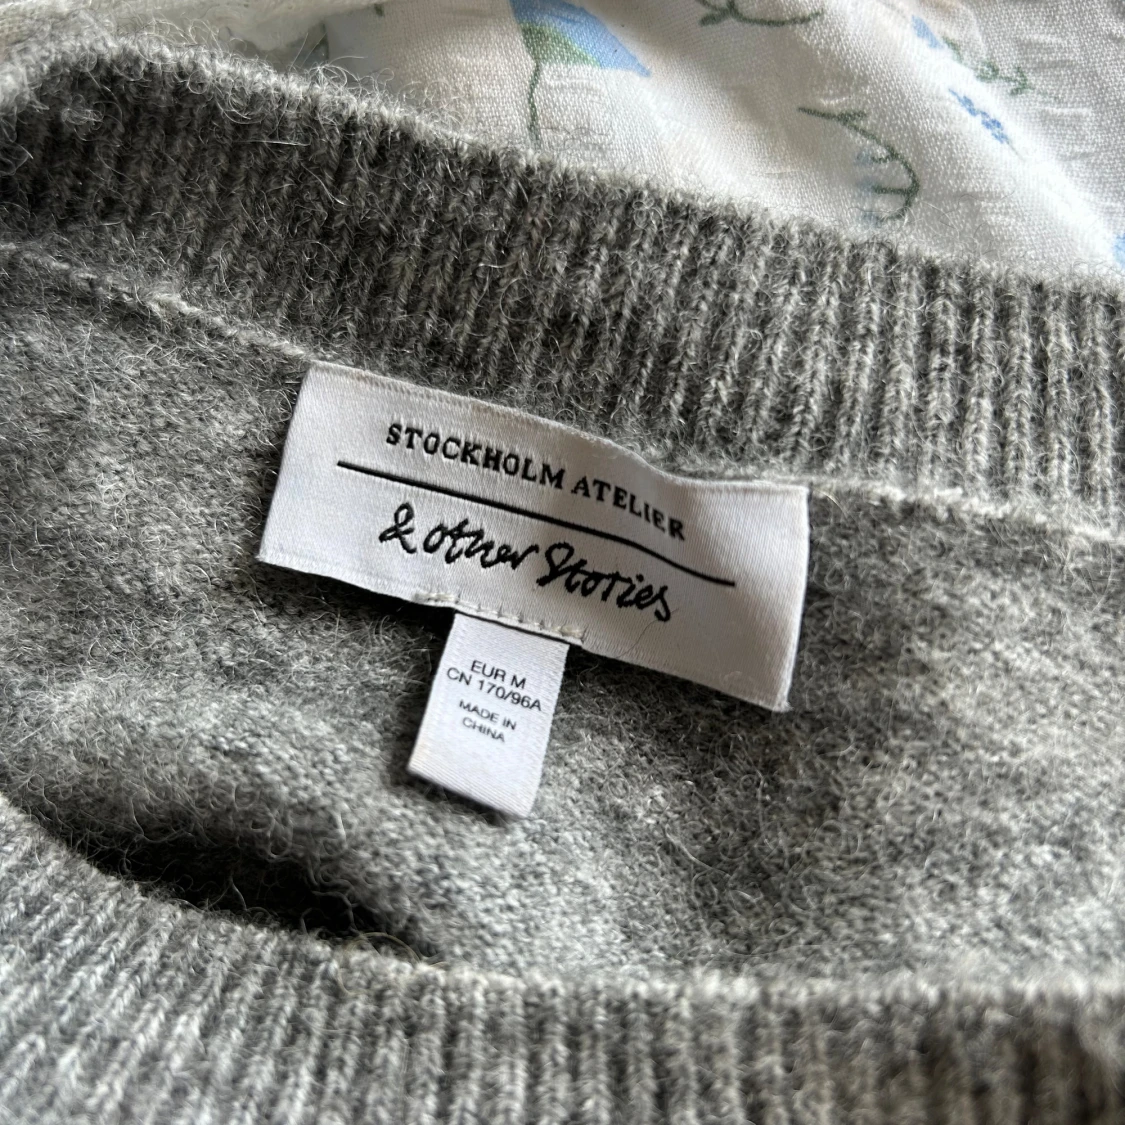 STOCKHOLM ATELIER
& other Stories
EUR M
CN 170/96A
MADE IN
CHINA